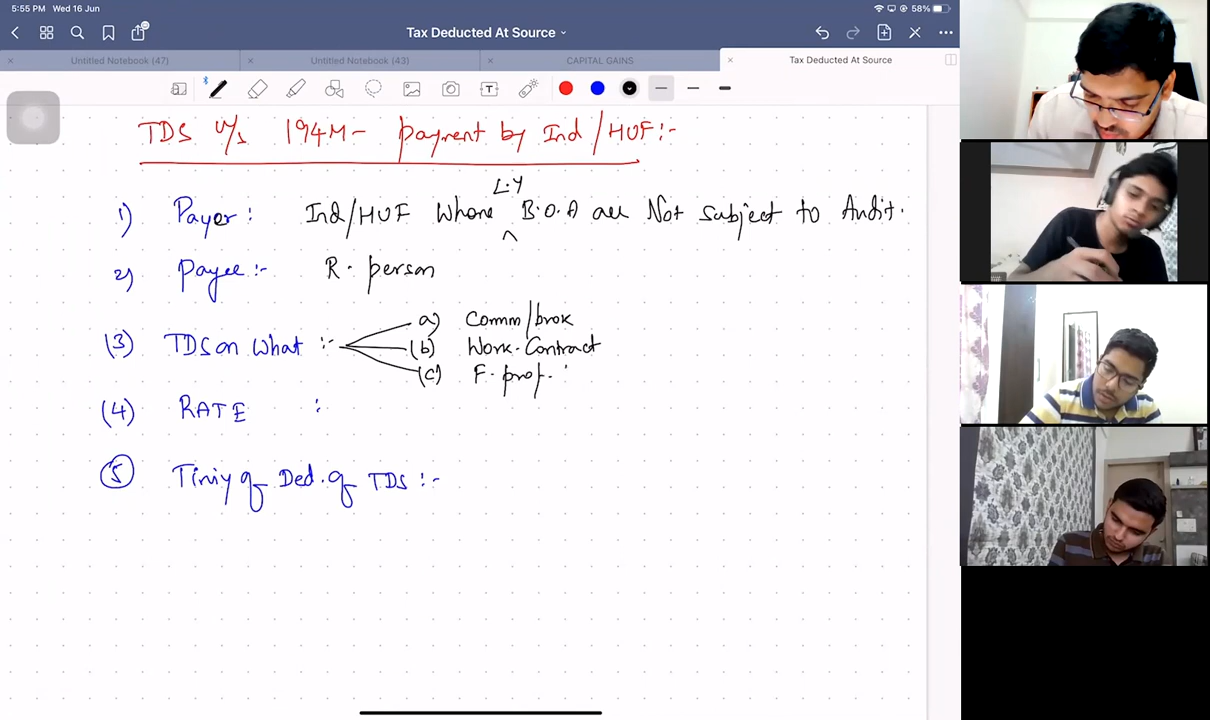 5:55 PM Wed 16 Jun
58%
Tax Deducted At Source
Untitled Notebook (47)
Untitled Notebook (43)
CAPITAL GAINS
Tax Deducted At Source
TDS u/s 194M - payment by Ind/HUF:-
L.Y
1) Payer: Ind/HUF Whose B.O.A are Not subject to Audit.
2) Payee:- R. person
(3) TDS on What :-
a) Comm/brok
(b) Work. Contract
(c) F. prof.
(4) RATE :
(5) Timiy of Ded. of TDS :-